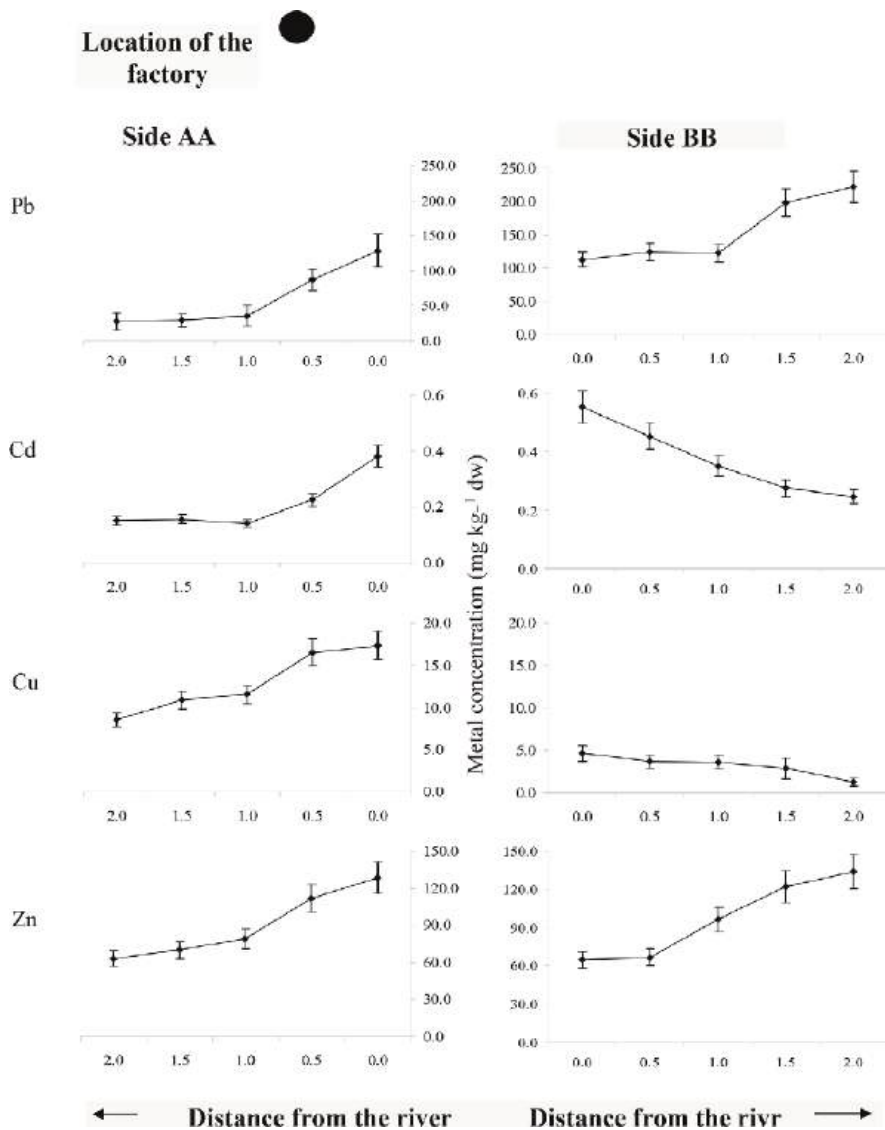 Location of the
factory
Side AA
Side BB
Pb
250.0
200.0
150.0
100.0
50.0
0.0
2.0 1.5 1.0 0.5 0.0
250.0
200.0
150.0
100.0
50.0
0.0
0.0 0.5 1.0 1.5 2.0
Cd
0.6
0.4
0.2
0.0
2.0 1.5 1.0 0.5 0.0
Metal concentration (mg kg-¹ dw)
0.6
0.4
0.2
0.0
0.0 0.5 1.0 1.5 2.0
Cu
20.0
15.0
10.0
5.0
0.0
2.0 1.5 1.0 0.5 0.0
20.0
15.0
10.0
5.0
0.0
0.0 0.5 1.0 1.5 2.0
Zn
150.0
120.0
90.0
60.0
30.0
0.0
2.0 1.5 1.0 0.5 0.0
150.0
120.0
90.0
60.0
30.0
0.0
0.0 0.5 1.0 1.5 2.0
Distance from the river
Distance from the rivr